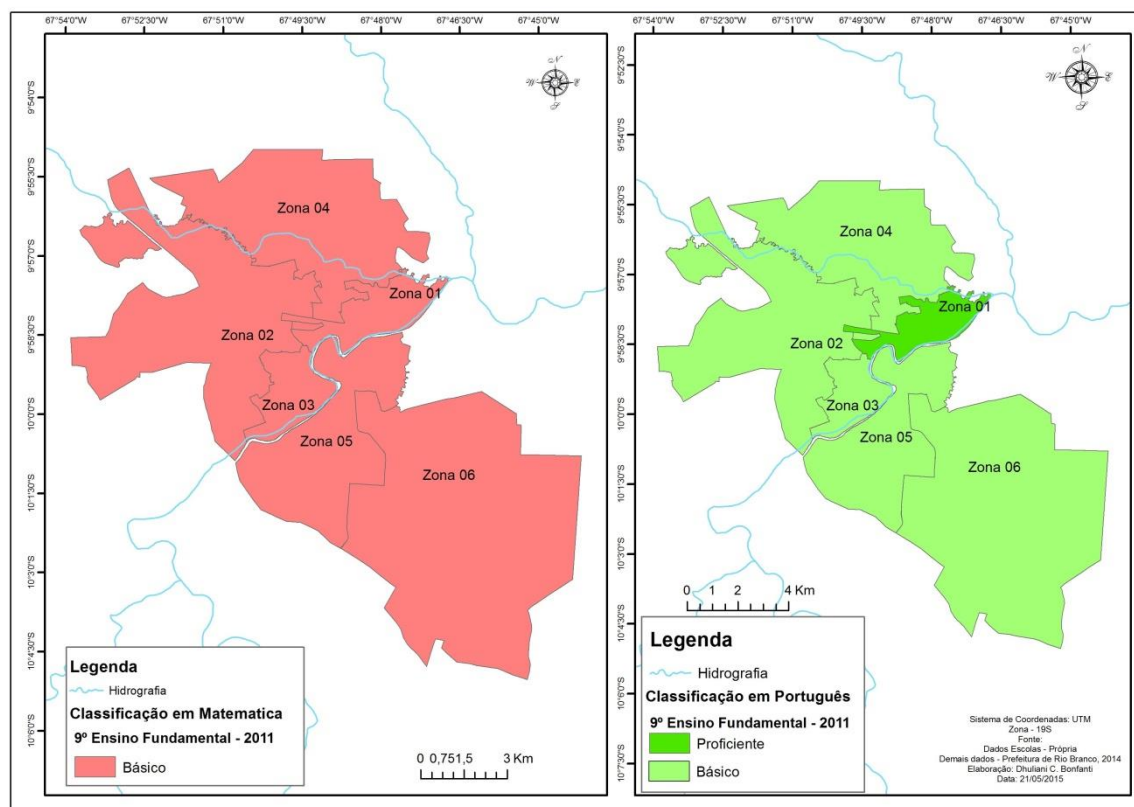 67°54'0"W 67°52'30"W 67°51'0"W 67°49'30"W 67°48'0"W 67°46'30"W 67°45'0"W
9°54'0"S
9°55'30"S
9°57'0"S
9°58'30"S
10°0'0"S
10°1'30"S
10°3'0"S
10°4'30"S
10°6'0"S
N
W E
S
Zona 04
Zona 01
Zona 02
Zona 03
Zona 05
Zona 06
Legenda
Hidrografia
Classificação em Matematica
9º Ensino Fundamental - 2011
Básico
0 0,751,5 3 Km
67°54'0"W 67°52'30"W 67°51'0"W 67°49'30"W 67°48'0"W 67°46'30"W 67°45'0"W
9°52'30"S
9°54'0"S
9°55'30"S
9°57'0"S
9°58'30"S
10°0'0"S
10°1'30"S
10°3'0"S
10°4'30"S
10°6'0"S
10°7'30"S
N
W E
S
Zona 04
Zona 01
Zona 02
Zona 03
Zona 05
Zona 06
0 1 2 4 Km
Legenda
Hidrografia
Classificação em Português
9º Ensino Fundamental - 2011
Proficiente
Básico
Sistema de Coordenadas: UTM
Zona - 19S
Fonte:
Dados Escolas - Própria
Demais dados - Prefeitura de Rio Branco, 2014
Elaboração: Dhuliani C. Bonfanti
Data: 21/05/2015